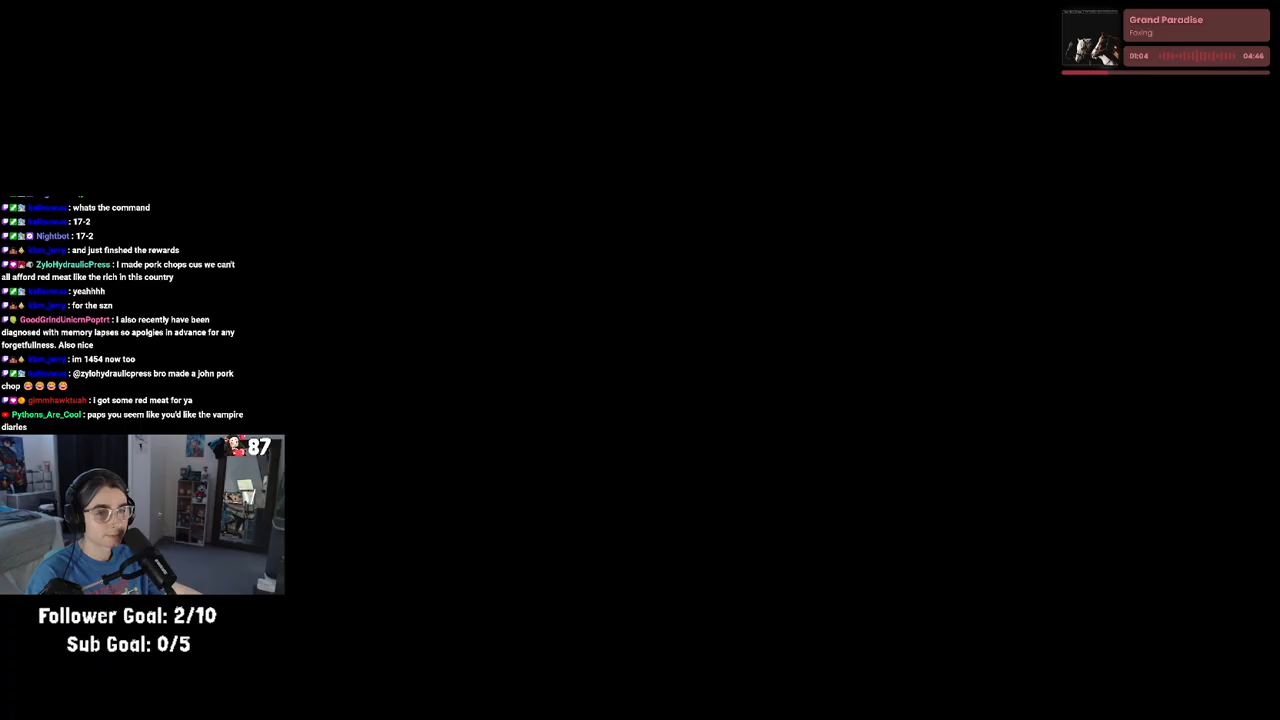 Grand Paradise
Foxing
01:04
04:46
: whats the command
: 17-2
Nightbot : 17-2
: and just finshed the rewards
ZyloHydraulicPress : I made pork chops cus we can't
all afford red meat like the rich in this country
: yeahhhh
: for the szn
GoodGrindUnicrnPoptrt : I also recently have been
diagnosed with memory lapses so apolgies in advance for any
forgetfullness. Also nice
: im 1454 now too
: @zylohydraulicpress bro made a john pork
chop
gimmhawktuah : i got some red meat for ya
Pythons_Are_Cool : paps you seem like you'd like the vampire
diaries
87
Follower Goal: 2/10
Sub Goal: 0/5